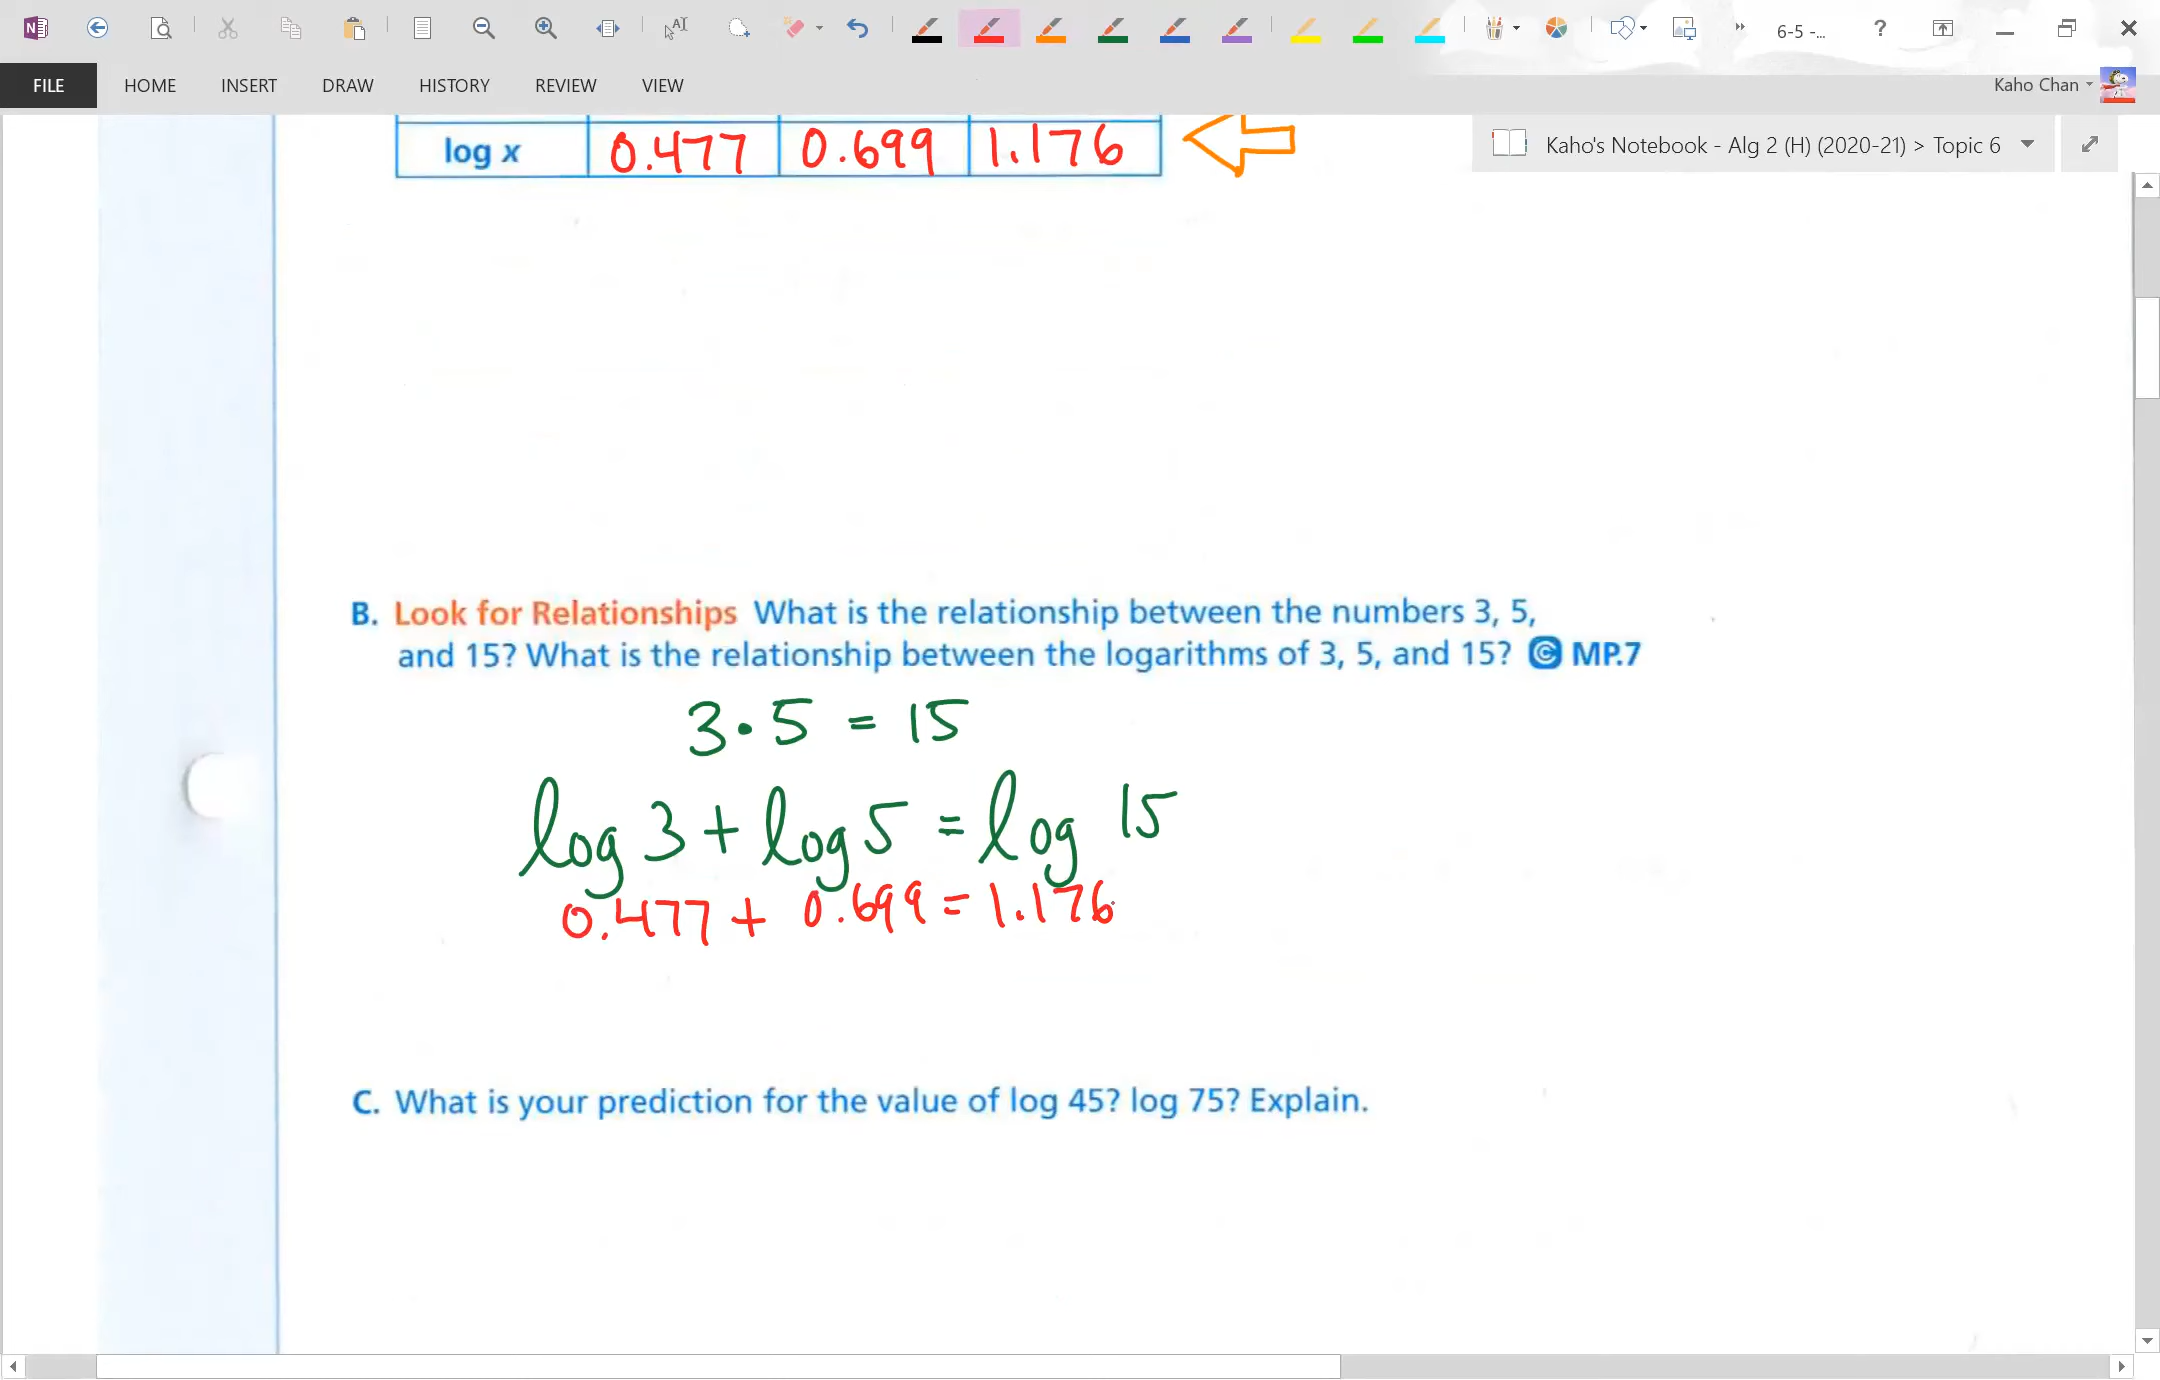 6-5 -...
?
FILE HOME INSERT DRAW HISTORY REVIEW VIEW
Kaho Chan
log x 0.477 0.699 1.176
Kaho's Notebook - Alg 2 (H) (2020-21) > Topic 6
B. Look for Relationships What is the relationship between the numbers 3, 5,
and 15? What is the relationship between the logarithms of 3, 5, and 15? © MP.7
3 · 5 = 15
log 3 + log 5 = log 15
0.477 + 0.699 = 1.176
C. What is your prediction for the value of log 45? log 75? Explain.